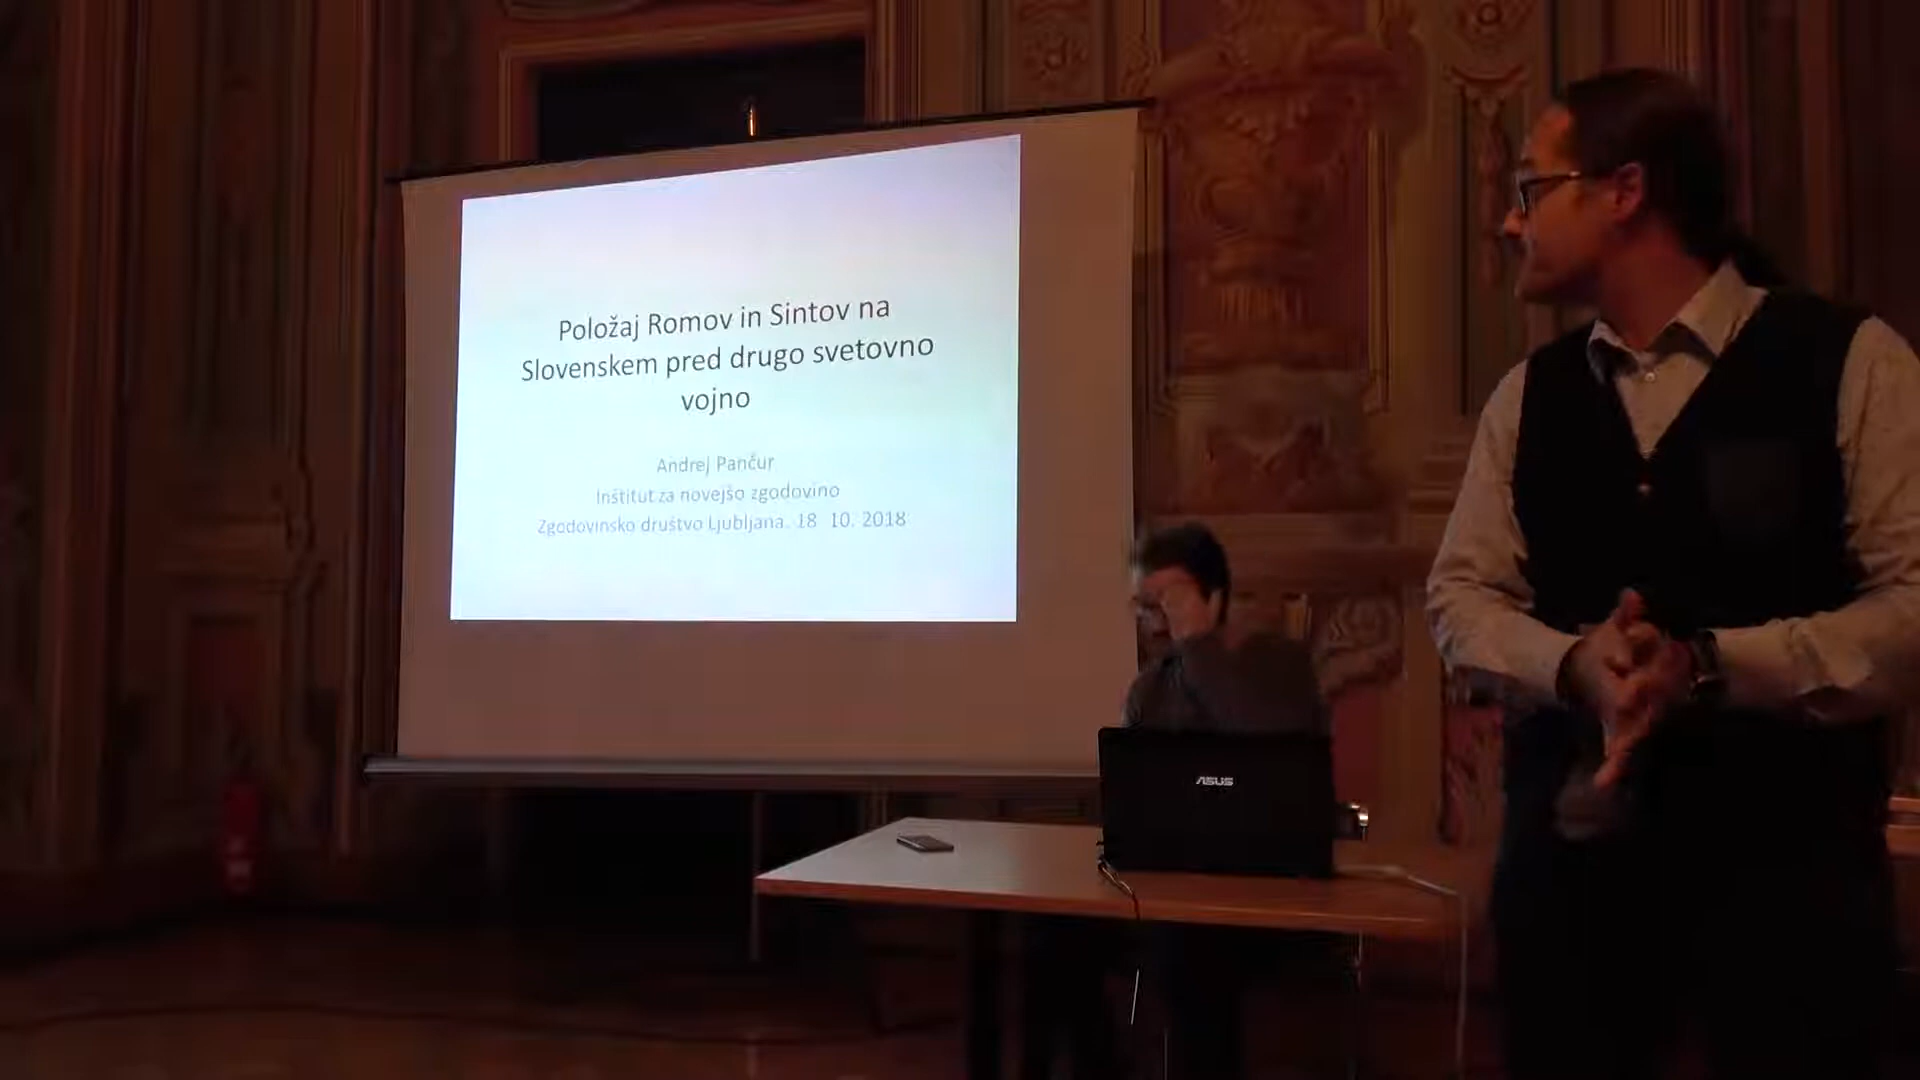 Položaj Romov in Sintov na
Slovenskem pred drugo svetovno
vojno
Andrej Pančur
Inštitut za novejšo zgodovino
Zgodovinsko društvo Ljubljana, 18. 10. 2018
ASUS